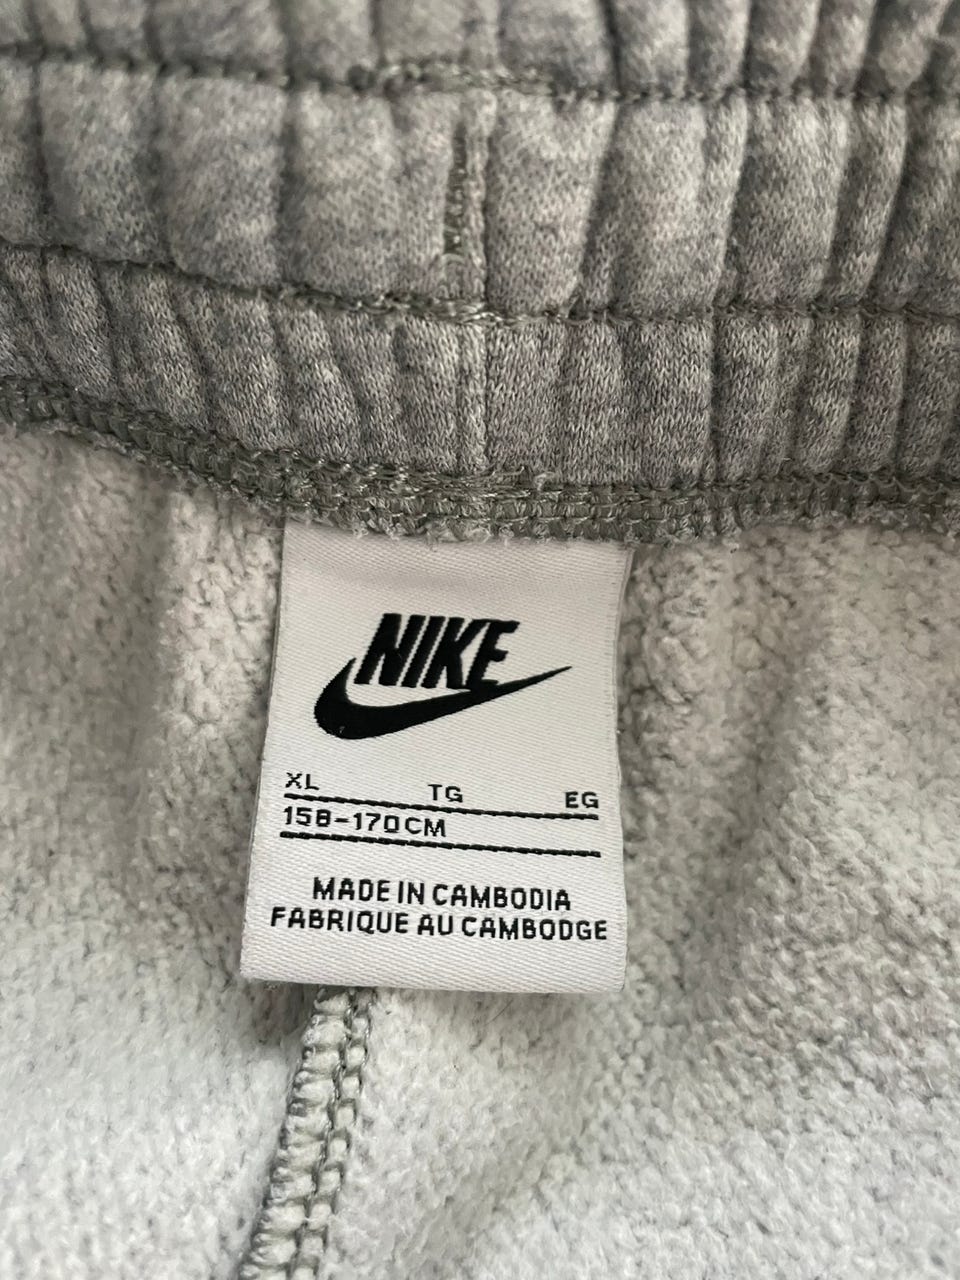 NIKE
XL TG EG
158-170CM
MADE IN CAMBODIA
FABRIQUE AU CAMBODGE